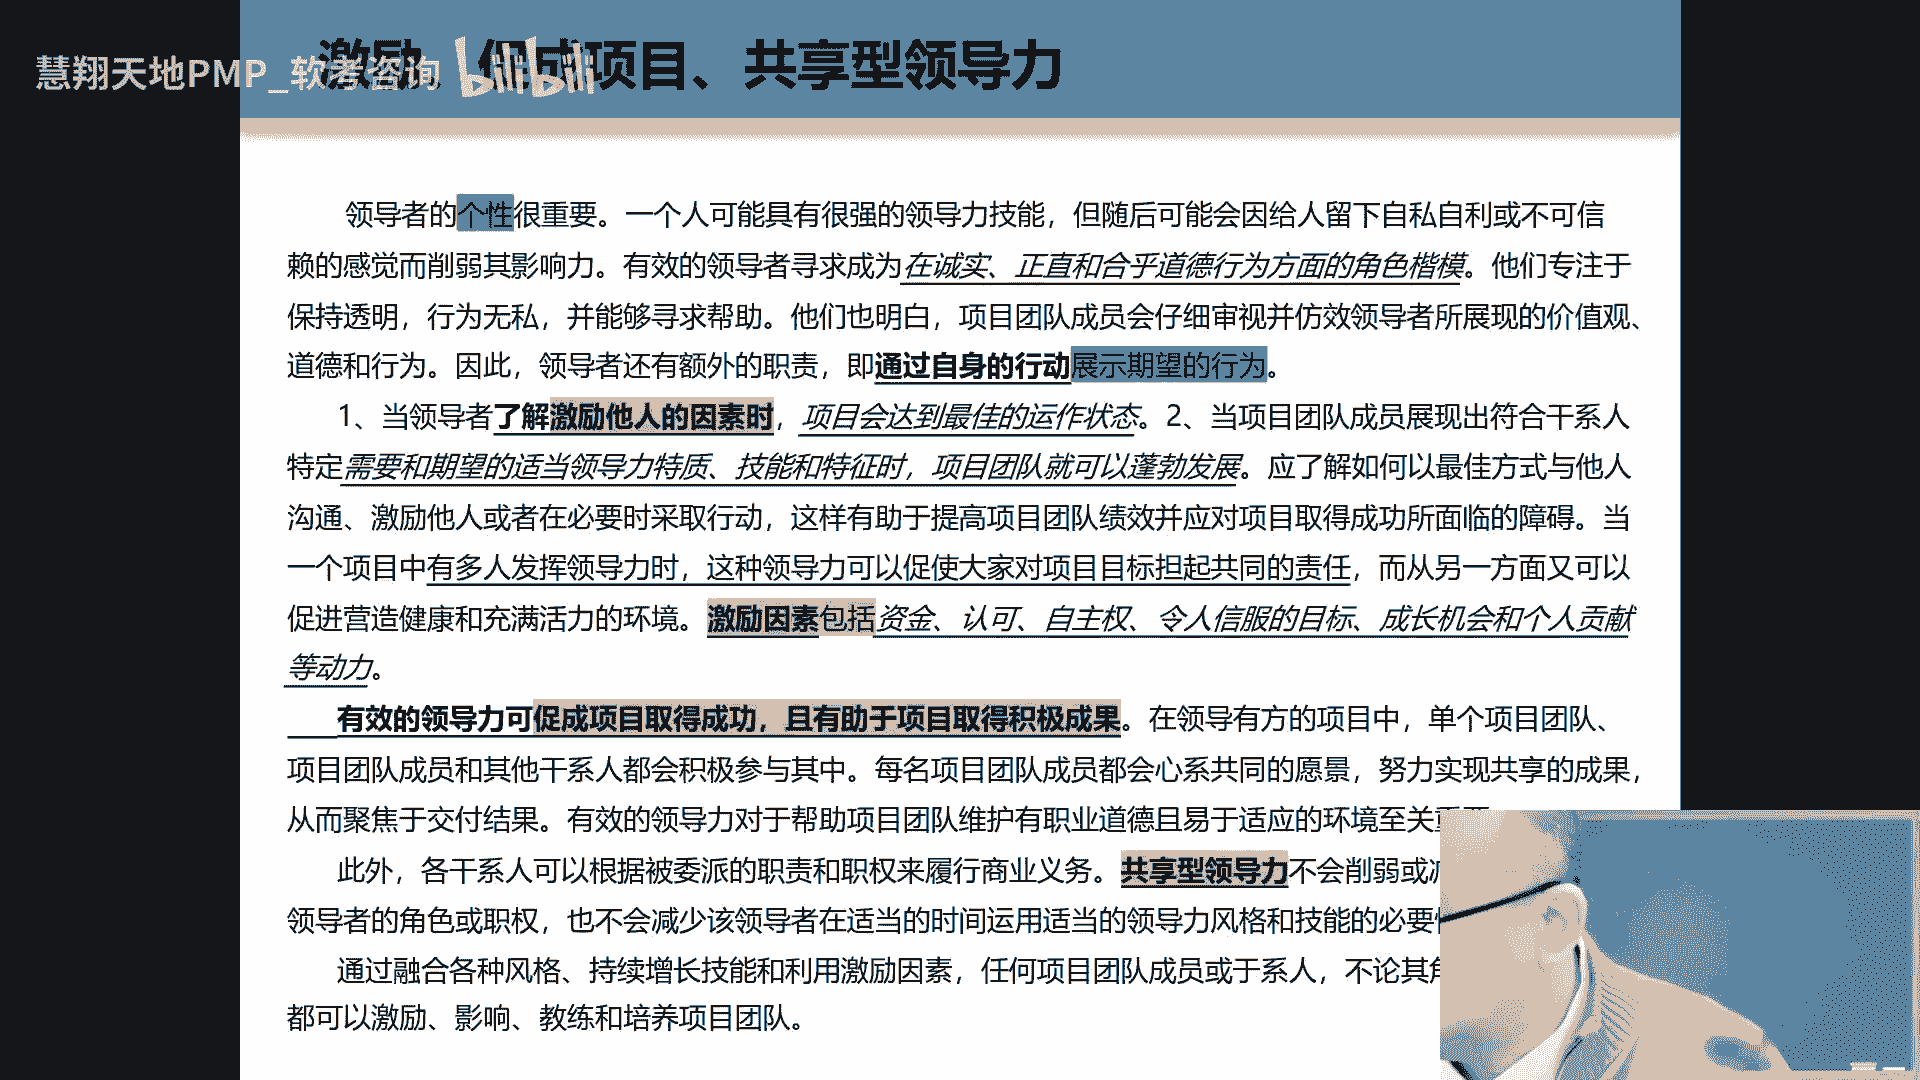 激励、促成项目、共享型领导力
慧翔天地PMP_软考咨询 bilibili
领导者的个性很重要。一个人可能具有很强的领导力技能，但随后可能会因给人留下自私自利或不可信
赖的感觉而削弱其影响力。有效的领导者寻求成为在诚实、正直和合乎道德行为方面的角色楷模。他们专注于
保持透明，行为无私，并能够寻求帮助。他们也明白，项目团队成员会仔细审视并仿效领导者所展现的价值观、
道德和行为。因此，领导者还有额外的职责，即通过自身的行动展示期望的行为。
1、当领导者了解激励他人的因素时，项目会达到最佳的运作状态。2、当项目团队成员展现出符合干系人
特定需要和期望的适当领导力特质、技能和特征时，项目团队就可以蓬勃发展。应了解如何以最佳方式与他人
沟通、激励他人或者在必要时采取行动，这样有助于提高项目团队绩效并应对项目取得成功所面临的障碍。当
一个项目中有多人发挥领导力时，这种领导力可以促使大家对项目目标担起共同的责任，而从另一方面又可以
促进营造健康和充满活力的环境。激励因素包括资金、认可、自主权、令人信服的目标、成长机会和个人贡献
等动力。
有效的领导力可促成项目取得成功，且有助于项目取得积极成果。在领导有方的项目中，单个项目团队、
项目团队成员和其他干系人都会积极参与其中。每名项目团队成员都会心系共同的愿景，努力实现共享的成果，
从而聚焦于交付结果。有效的领导力对于帮助项目团队维护有职业道德且易于适应的环境至关
此外，各干系人可以根据被委派的职责和职权来履行商业义务。共享型领导力不会削弱或
领导者的角色或职权，也不会减少该领导者在适当的时间运用适当的领导力风格和技能的必要
通过融合各种风格、持续增长技能和利用激励因素，任何项目团队成员或于系人，不论其
都可以激励、影响、教练和培养项目团队。